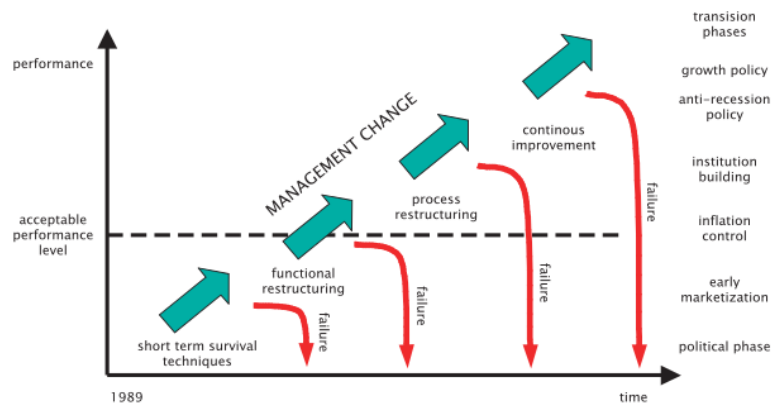 transision
phases
performance
growth policy
anti-recession
policy
MANAGEMENT CHANGE
continous
improvement
institution
building
process
restructuring
failure
acceptable
performance
level
inflation
control
functional
restructuring
failure
failure
early
marketization
failure
short term survival
techniques
political phase
1989
time